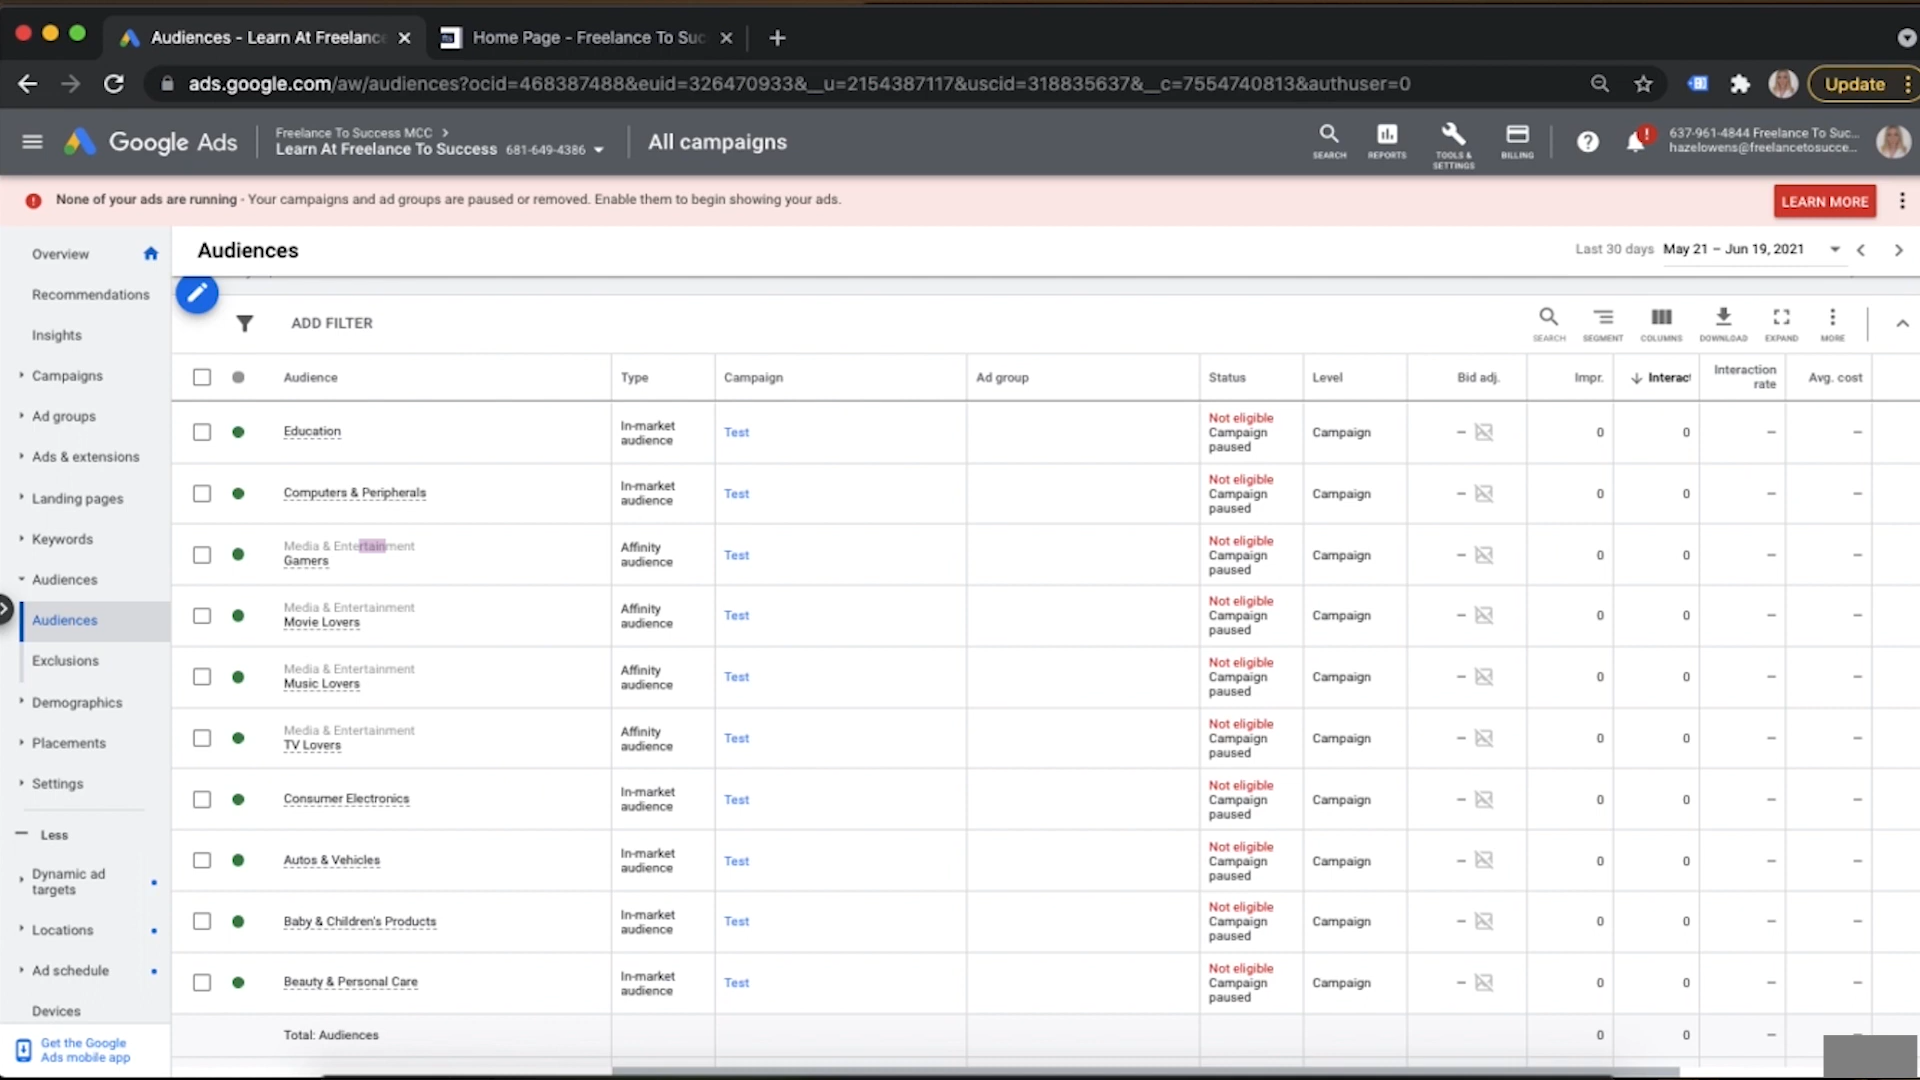 Audiences - Learn At Freelance
Home Page - Freelance To Suc
ads.google.com/aw/audiences?ocid=468387488&euid=326470933&__u=2154387117&uscid=318835637&__c=7554740813&authuser=0
Update
Google Ads
Freelance To Success MCC
Learn At Freelance To Success 681-649-4386
All campaigns
SEARCH
REPORTS
TOOLS & SETTINGS
BILLING
637-961-4844 Freelance To Suc...
hazelowens@freelancetosucce...
None of your ads are running - Your campaigns and ad groups are paused or removed. Enable them to begin showing your ads.
LEARN MORE
Overview
Recommendations
Insights
Campaigns
Ad groups
Ads & extensions
Landing pages
Keywords
Audiences
Audiences
Exclusions
Demographics
Placements
Settings
Less
Dynamic ad targets
Locations
Ad schedule
Devices
Get the Google
Ads mobile app
Audiences
Last 30 days May 21 – Jun 19, 2021
ADD FILTER
SEARCH SEGMENT COLUMNS DOWNLOAD EXPAND MORE
Audience Type Campaign Ad group Status Level Bid adj. Impr. Interact Interaction rate Avg. cost
Education In-market audience Test Not eligible Campaign paused Campaign – 0 0 – –
Computers & Peripherals In-market audience Test Not eligible Campaign paused Campaign – 0 0 – –
Media & Entertainment Gamers Affinity audience Test Not eligible Campaign paused Campaign – 0 0 – –
Media & Entertainment Movie Lovers Affinity audience Test Not eligible Campaign paused Campaign – 0 0 – –
Media & Entertainment Music Lovers Affinity audience Test Not eligible Campaign paused Campaign – 0 0 – –
Media & Entertainment TV Lovers Affinity audience Test Not eligible Campaign paused Campaign – 0 0 – –
Consumer Electronics In-market audience Test Not eligible Campaign paused Campaign – 0 0 – –
Autos & Vehicles In-market audience Test Not eligible Campaign paused Campaign – 0 0 – –
Baby & Children's Products In-market audience Test Not eligible Campaign paused Campaign – 0 0 – –
Beauty & Personal Care In-market audience Test Not eligible Campaign paused Campaign – 0 0 – –
Total: Audiences 0 0 – –